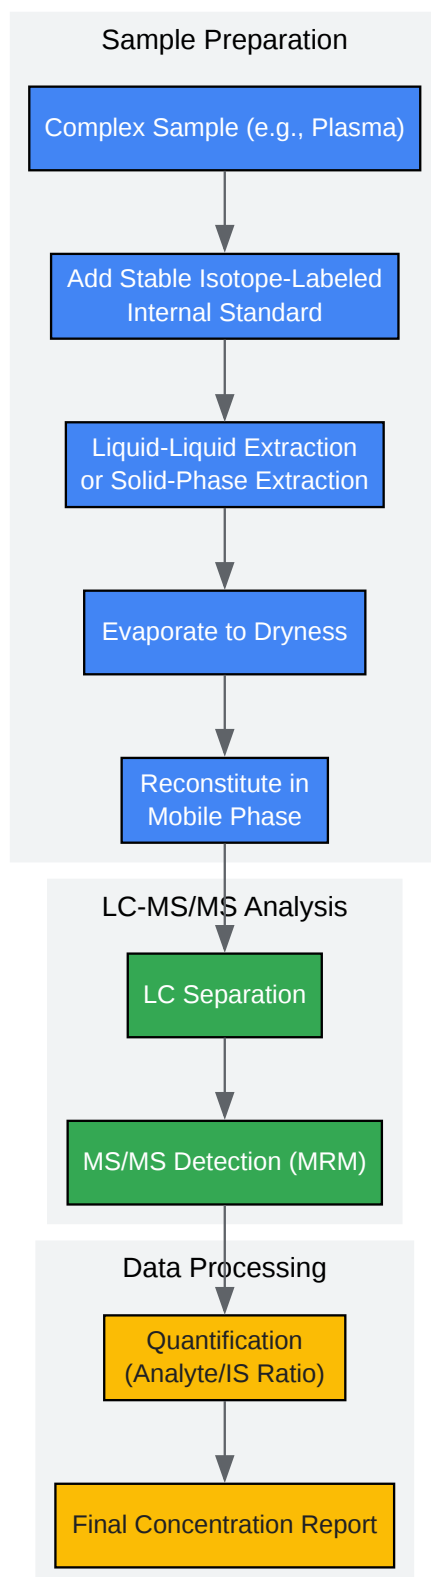 Sample Preparation
Complex Sample (e.g., Plasma)
Add Stable Isotope-Labeled
Internal Standard
Liquid-Liquid Extraction
or Solid-Phase Extraction
Evaporate to Dryness
Reconstitute in
Mobile Phase
LC-MS/MS Analysis
LC Separation
MS/MS Detection (MRM)
Data Processing
Quantification
(Analyte/IS Ratio)
Final Concentration Report